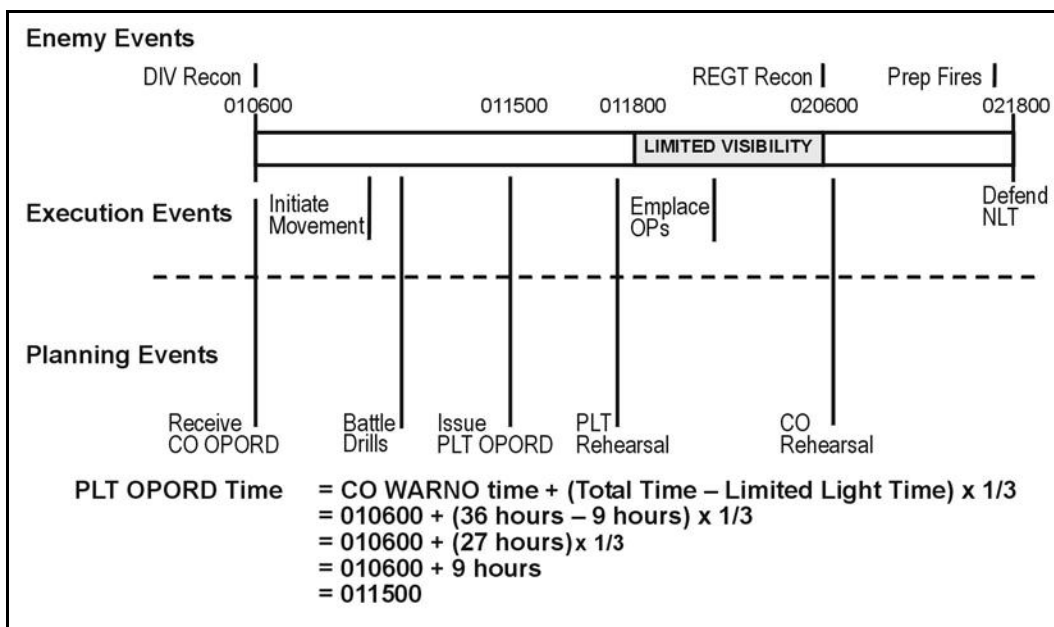 Enemy Events
DIV Recon
REGT Recon
Prep Fires
010600
011500
011800
020600
021800
LIMITED VISIBILITY
Execution Events
Initiate
Movement
Emplace
OPs
Defend
NLT
Planning Events
Receive
CO OPORD
Battle
Drills
Issue
PLT OPORD
PLT
Rehearsal
CO
Rehearsal
PLT OPORD Time = CO WARNO time + (Total Time – Limited Light Time) x 1/3
= 010600 + (36 hours – 9 hours) x 1/3
= 010600 + (27 hours) x 1/3
= 010600 + 9 hours
= 011500